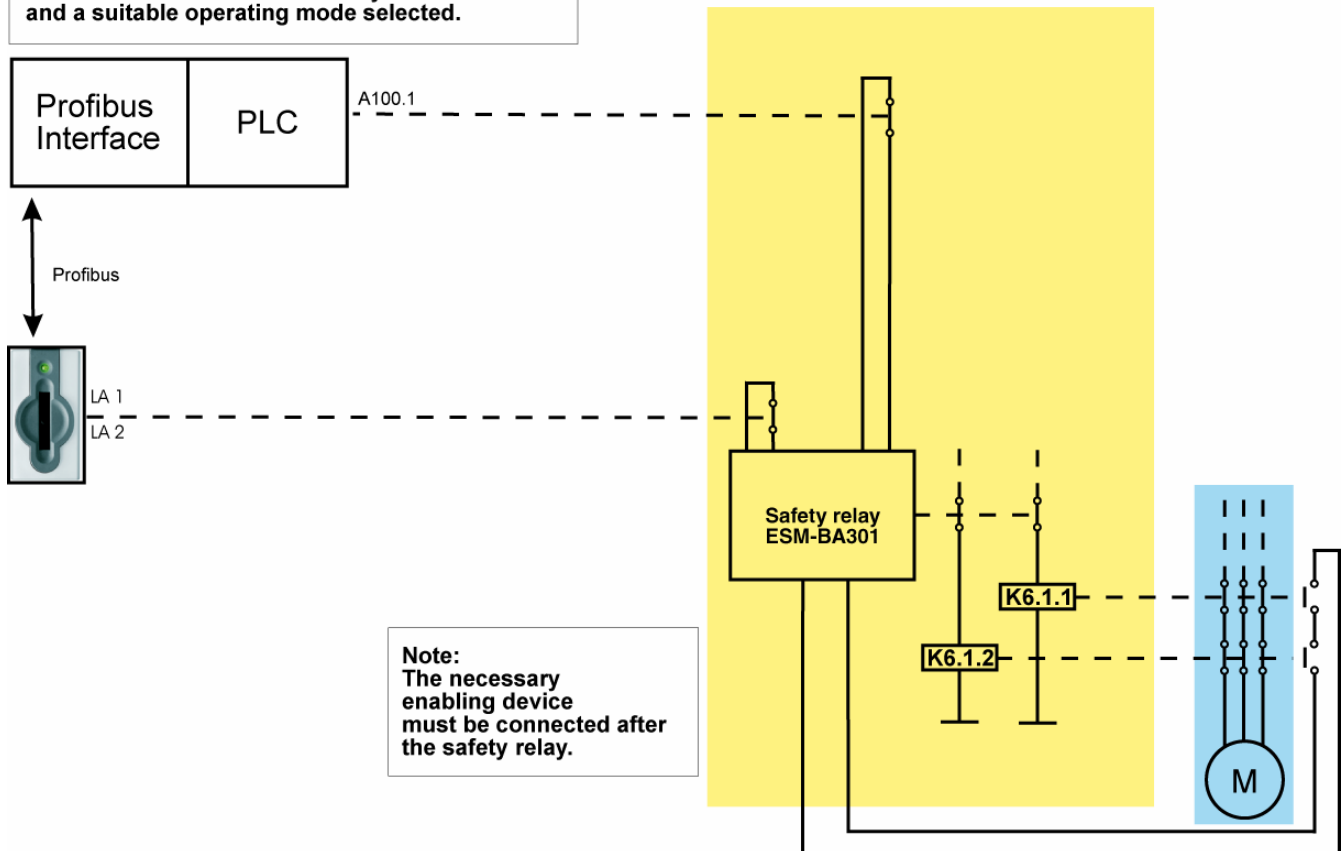 and a suitable operating mode selected.
Profibus
Interface
PLC
A100.1
Profibus
LA 1
LA 2
Safety relay
ESM-BA301
K6.1.1
K6.1.2
Note:
The necessary
enabling device
must be connected after
the safety relay.
M